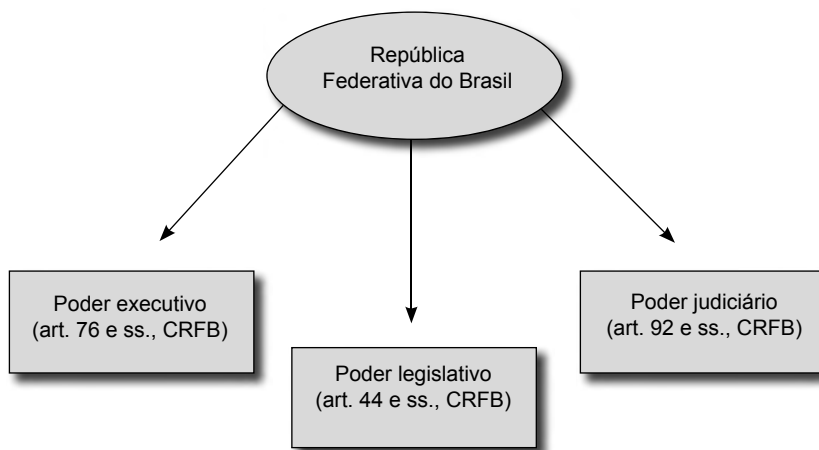 República
Federativa do Brasil
Poder executivo
(art. 76 e ss., CRFB)
Poder legislativo
(art. 44 e ss., CRFB)
Poder judiciário
(art. 92 e ss., CRFB)